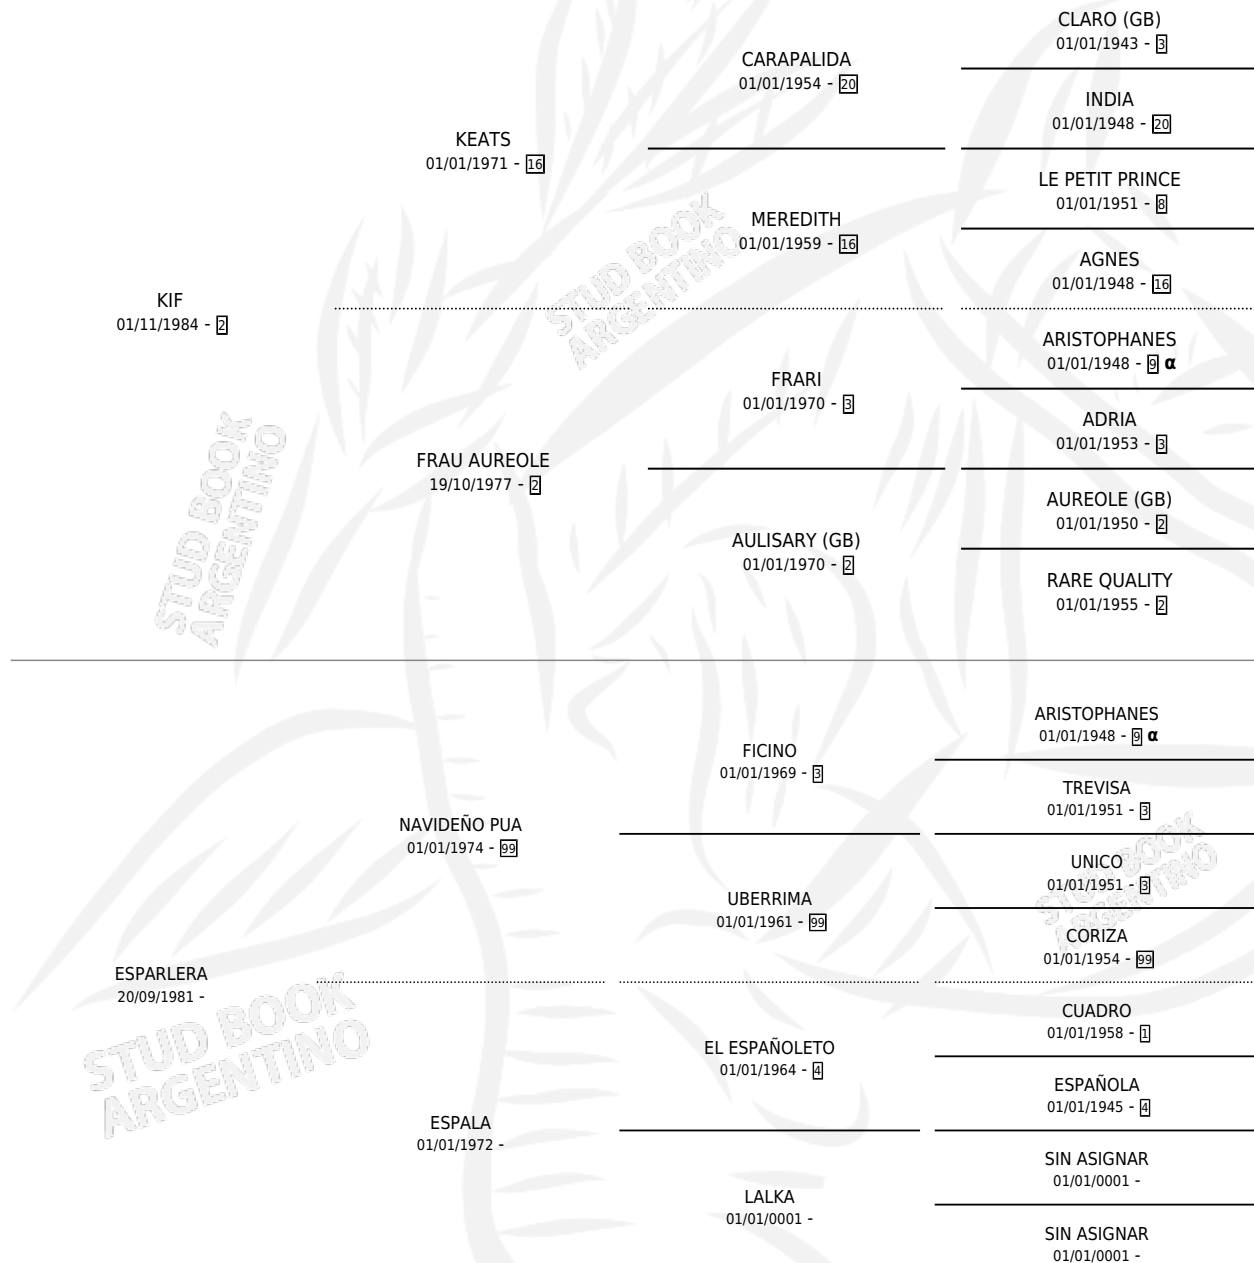 CLARO (GB)
01/01/1943 - 3
CARAPALIDA
01/01/1954 - 20
INDIA
01/01/1948 - 20
KEATS
01/01/1971 - 16
LE PETIT PRINCE
01/01/1951 - 8
MEREDITH
01/01/1959 - 16
AGNES
01/01/1948 - 16
KIF
01/11/1984 - 2
ARISTOPHANES
01/01/1948 - 9 α
FRARI
01/01/1970 - 3
ADRIA
01/01/1953 - 3
FRAU AUREOLE
19/10/1977 - 2
AUREOLE (GB)
01/01/1950 - 2
AULISARY (GB)
01/01/1970 - 2
RARE QUALITY
01/01/1955 - 2
STUD BOOK
ARGENTINO
STUD BOOK
ARGENTINO
ARISTOPHANES
01/01/1948 - 9 α
FICINO
01/01/1969 - 3
TREVISA
01/01/1951 - 3
NAVIDEÑO PUA
01/01/1974 - 99
UNICO
01/01/1951 - 3
UBERRIMA
01/01/1961 - 99
CORIZA
01/01/1954 - 99
ESPARLERA
20/09/1981 -
CUADRO
01/01/1958 - 1
EL ESPAÑOLETO
01/01/1964 - 4
ESPAÑOLA
01/01/1945 - 4
ESPALA
01/01/1972 -
SIN ASIGNAR
01/01/0001 -
LALKA
01/01/0001 -
SIN ASIGNAR
01/01/0001 -
STUD BOOK
ARGENTINO
STUD BOOK
ARGENTINO